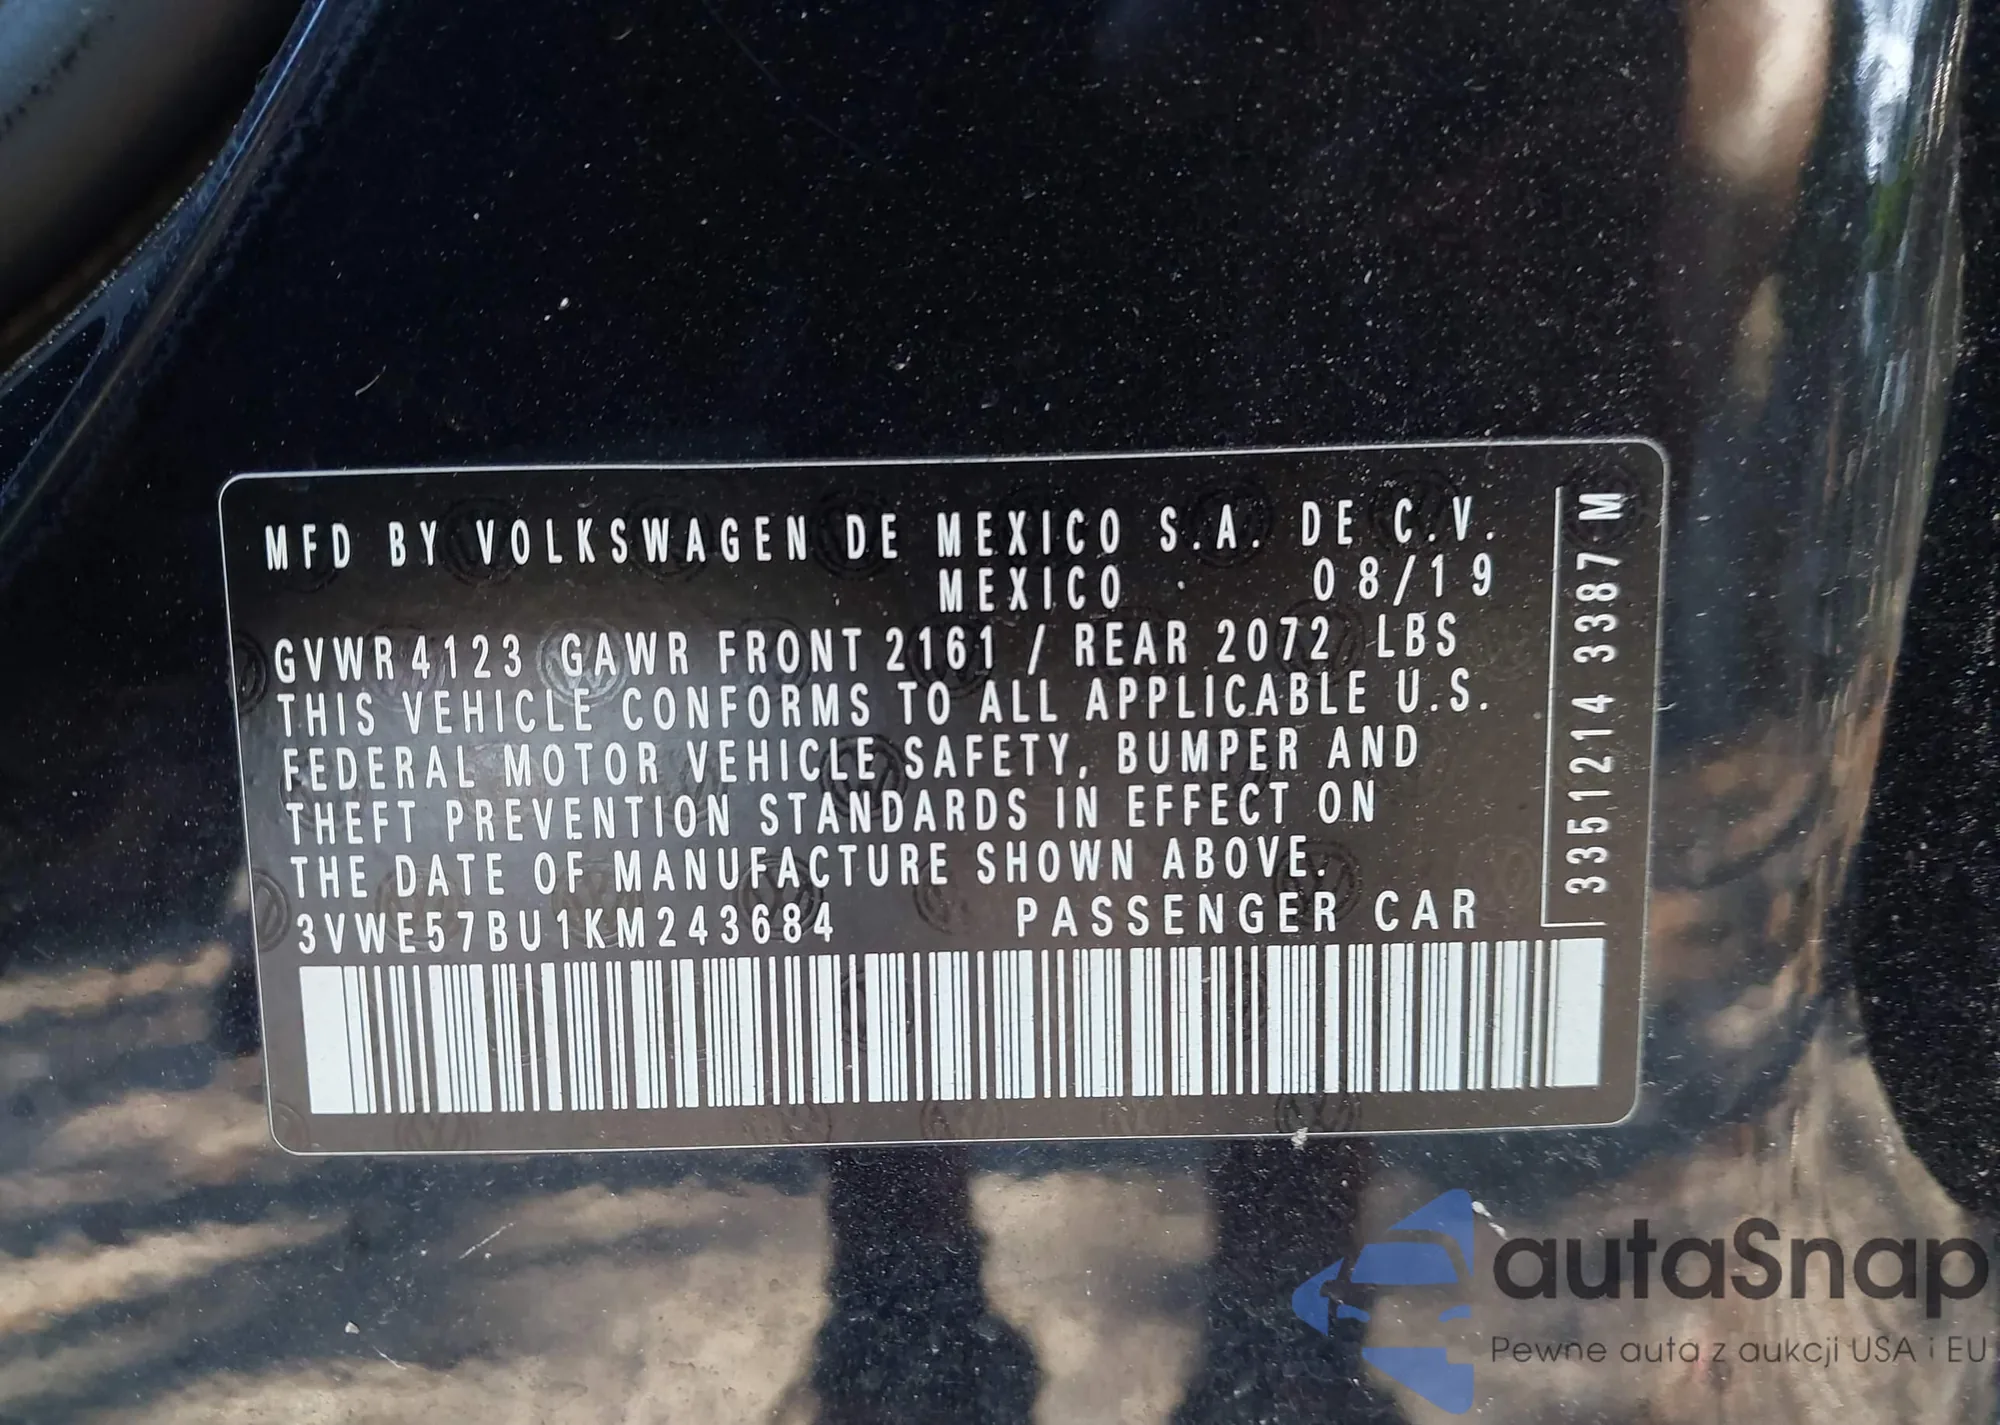 MFD BY VOLKSWAGEN DE MEXICO S.A. DE C.V.
MEXICO 08/19
GVWR 4123 GAWR FRONT 2161 / REAR 2072 LBS
THIS VEHICLE CONFORMS TO ALL APPLICABLE U.S.
FEDERAL MOTOR VEHICLE SAFETY, BUMPER AND
THEFT PREVENTION STANDARDS IN EFFECT ON
THE DATE OF MANUFACTURE SHOWN ABOVE.
3VWE57BU1KM243684 PASSENGER CAR
3351214 3387 M
autaSnap
Pewne auta z aukcji USA i EU